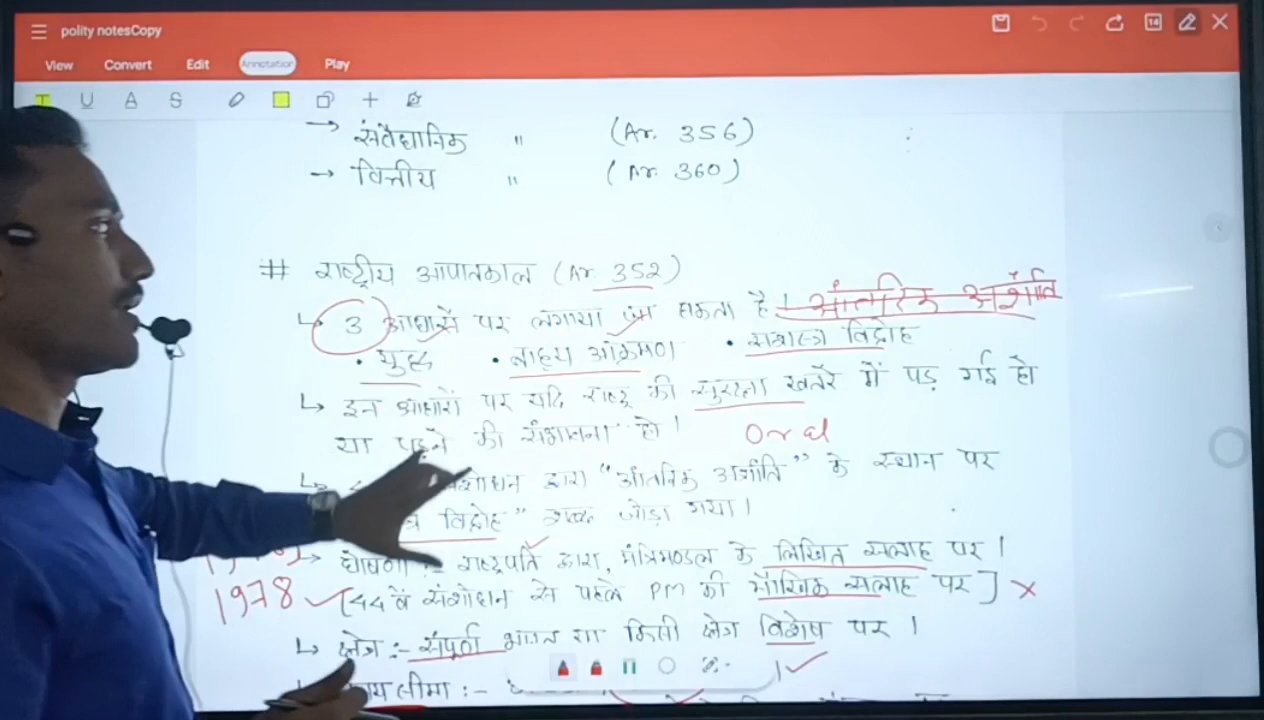 polity notesCopy
14
View Convert Edit Annotation Play
T U A S
→ संवैधानिक " (Ar. 356)
→ वित्तीय " (Ar. 360)
# राष्ट्रीय आपातकाल (Ar. 352)
↳ 3 आधारों पर लगाया जा सकता है। आंतरिक अशांति
• युद्ध • बाह्य आक्रमण • सशस्त्र विद्रोह
↳ इन आधारों पर यदि राष्ट्र की सुरक्षा खतरे में पड़ गई हो
या पड़ने की संभावना हो। Oral
द्वारा "आंतरिक अशांति" के स्थान पर
विद्रोह" शब्द जोड़ा गया।
↳ घोषणा :- राष्ट्रपति द्वारा, मंत्रिमण्डल के लिखित सलाह पर।
1978 [44वें संशोधन से पहले PM की मौखिक सलाह पर] ×
↳ क्षेत्र :- संपूर्ण भारत या किसी क्षेत्र विशेष पर।
सीमा :-